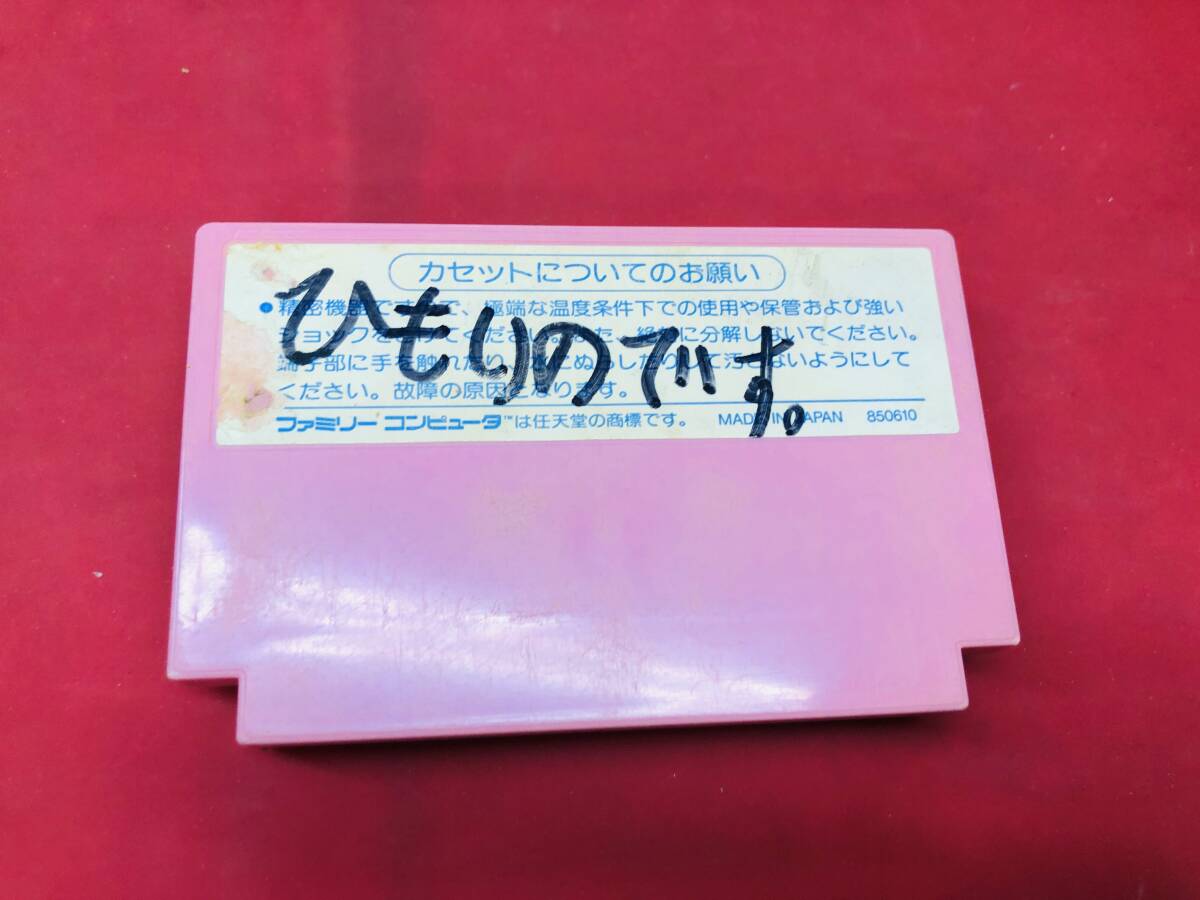 カセットについてのお願い
ひもりのです。
●精密機器ですので、極端な温度条件下での使用や保管および強い
ショックをさけてください。また、絶対に分解しないでください。
端子部に手を触れたり、水にぬらしたりして汚さないようにして
ください。故障の原因となります。
ファミリーコンピュータ™は任天堂の商標です。 MADE IN JAPAN 850610